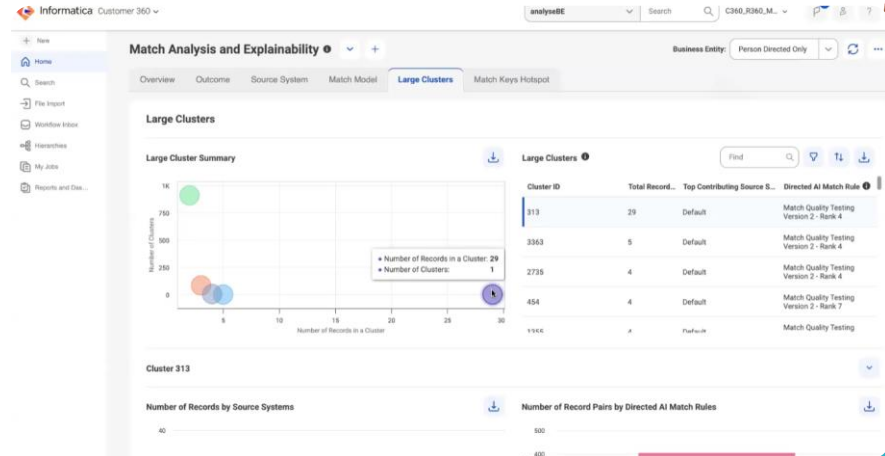 Informatica Customer 360
analyseBE
Search
C360_R360_M...
?
New
Home
Search
File Import
Workflow Inbox
Hierarchies
My Jobs
Reports and Das...
Match Analysis and Explainability
Business Entity: Person Directed Only
Overview Outcome Source System Match Model Large Clusters Match Keys Hotspot
Large Clusters
Large Cluster Summary
1K
750
500
250
0
Number of Clusters
5 10 15 20 25 30
Number of Records in a Cluster
Number of Records in a Cluster: 29
Number of Clusters: 1
Large Clusters
Find
Cluster ID Total Record... Top Contributing Source S... Directed AI Match Rule
313 29 Default Match Quality Testing
Version 2 - Rank 4
3363 5 Default Match Quality Testing
Version 2 - Rank 4
2735 4 Default Match Quality Testing
Version 2 - Rank 4
454 4 Default Match Quality Testing
Version 2 - Rank 7
1355 4 Default Match Quality Testing
Cluster 313
Number of Records by Source Systems
40
Number of Record Pairs by Directed AI Match Rules
500
400